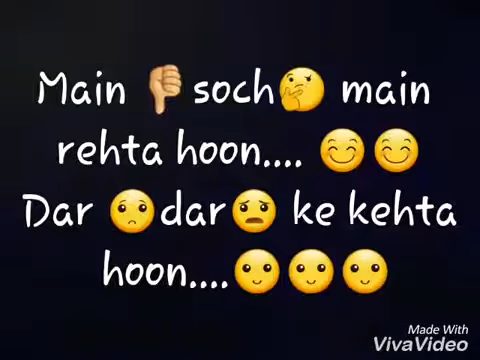 Main 👎 soch🤔 main
rehta hoon.... 😊😊
Dar 🙁dar😧 ke kehta
hoon....🙂🙂🙂
Made With
VivaVideo